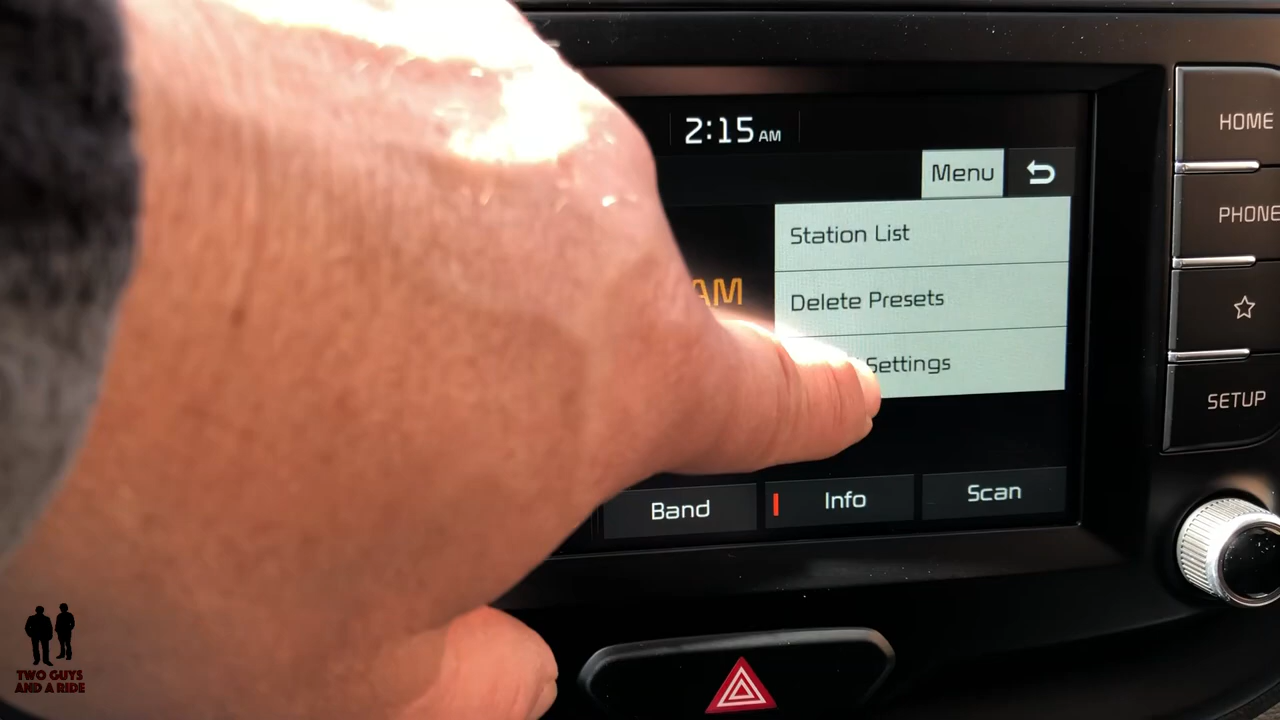 2:15 AM
Menu
Station List
AM
Delete Presets
Settings
Band
Info
Scan
HOME
PHONE
SETUP
TWO GUYS
AND A RIDE